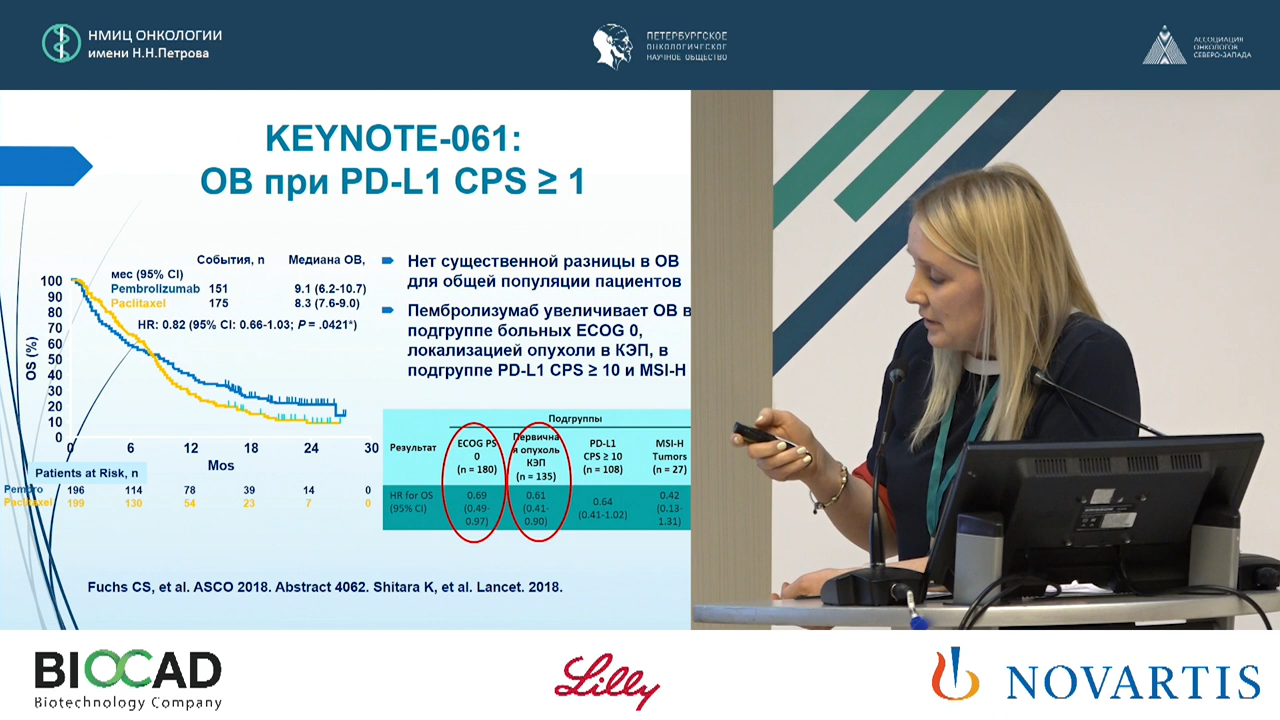 НМИЦ ОНКОЛОГИИ
имени Н.Н.Петрова
ПЕТЕРБУРГСКОЕ
ОНКОЛОГИЧЕСКОЕ
НАУЧНОЕ ОБЩЕСТВО
АССОЦИАЦИЯ
ОНКОЛОГОВ
СЕВЕРО-ЗАПАДА
KEYNOTE-061:
ОВ при PD-L1 CPS ≥ 1
События, n Медиана ОВ,
мес (95% CI)
Pembrolizumab 151 9.1 (6.2-10.7)
Paclitaxel 175 8.3 (7.6-9.0)
HR: 0.82 (95% CI: 0.66-1.03; P = .0421*)
OS (%)
100
90
80
70
60
50
40
30
20
10
0
0 6 12 18 24 30
Mos
Patients at Risk, n
Pembro 196 114 78 39 14 0
Paclitaxel 199 130 54 23 7 0
Нет существенной разницы в ОВ
для общей популяции пациентов
Пембролизумаб увеличивает ОВ в
подгруппе больных ECOG 0,
локализацией опухоли в КЭП, в
подгруппе PD-L1 CPS ≥ 10 и MSI-H
Подгруппы
Результат
ECOG PS
0
(n = 180)
Первична
я опухоль
КЭП
(n = 135)
PD-L1
CPS ≥ 10
(n = 108)
MSI-H
Tumors
(n = 27)
HR for OS
(95% CI)
0.69
(0.49-
0.97)
0.61
(0.41-
0.90)
0.64
(0.41-1.02)
0.42
(0.13-
1.31)
Fuchs CS, et al. ASCO 2018. Abstract 4062. Shitara K, et al. Lancet. 2018.
BIOCAD
Biotechnology Company
Lilly
NOVARTIS